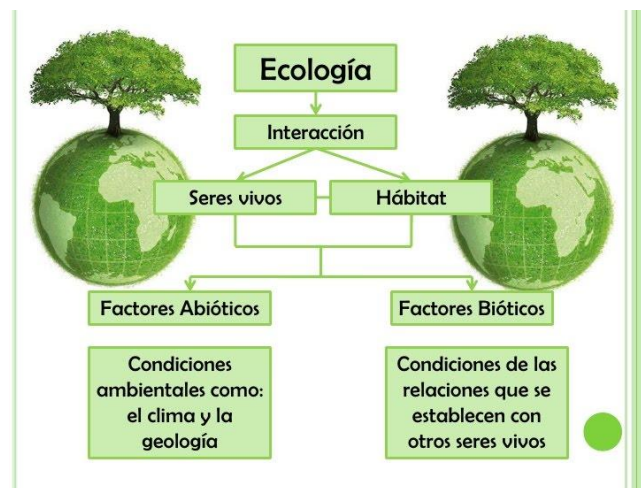 Ecología
Interacción
Seres vivos
Hábitat
Factores Abióticos
Factores Bióticos
Condiciones
ambientales como:
el clima y la
geología
Condiciones de las
relaciones que se
establecen con
otros seres vivos